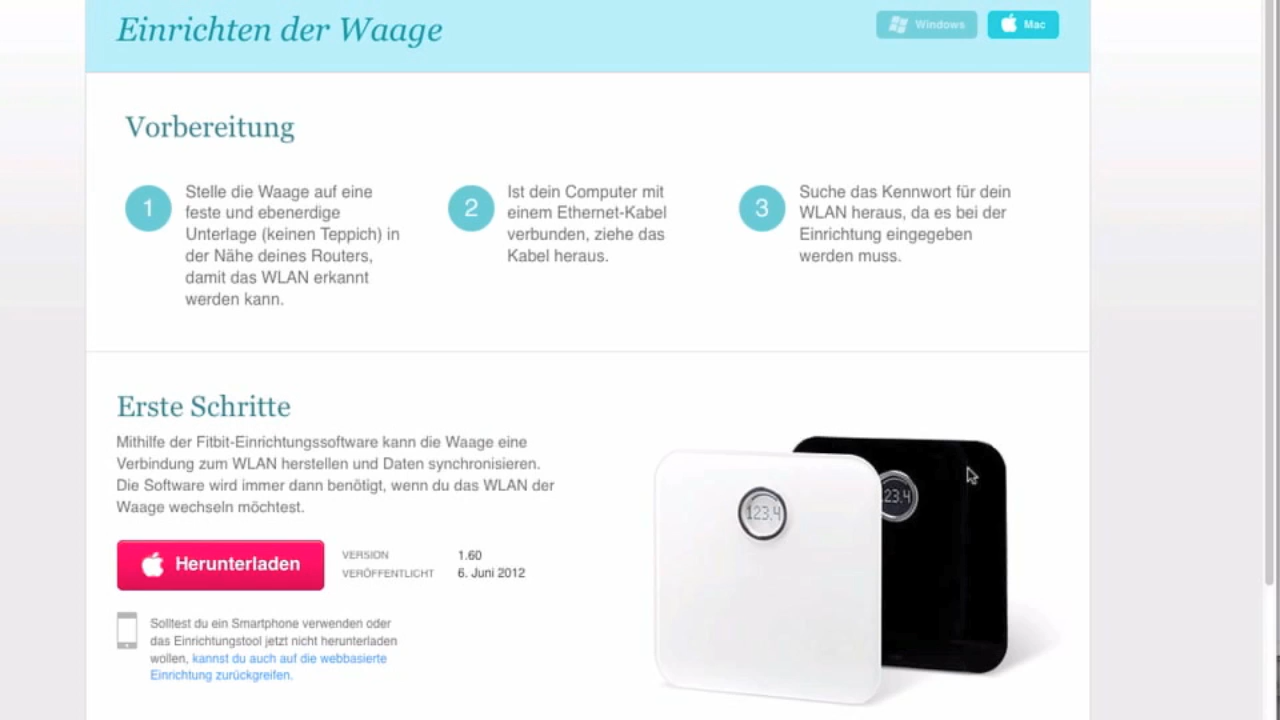 Einrichten der Waage
Windows
Mac
Vorbereitung
1
Stelle die Waage auf eine
feste und ebenerdige
Unterlage (keinen Teppich) in
der Nähe deines Routers,
damit das WLAN erkannt
werden kann.
2
Ist dein Computer mit
einem Ethernet-Kabel
verbunden, ziehe das
Kabel heraus.
3
Suche das Kennwort für dein
WLAN heraus, da es bei der
Einrichtung eingegeben
werden muss.
Erste Schritte
Mithilfe der Fitbit-Einrichtungssoftware kann die Waage eine
Verbindung zum WLAN herstellen und Daten synchronisieren.
Die Software wird immer dann benötigt, wenn du das WLAN der
Waage wechseln möchtest.
Herunterladen
VERSION 1.60
VERÖFFENTLICHT 6. Juni 2012
Solltest du ein Smartphone verwenden oder
das Einrichtungstool jetzt nicht herunterladen
wollen, kannst du auch auf die webbasierte
Einrichtung zurückgreifen.
123.4
23.4